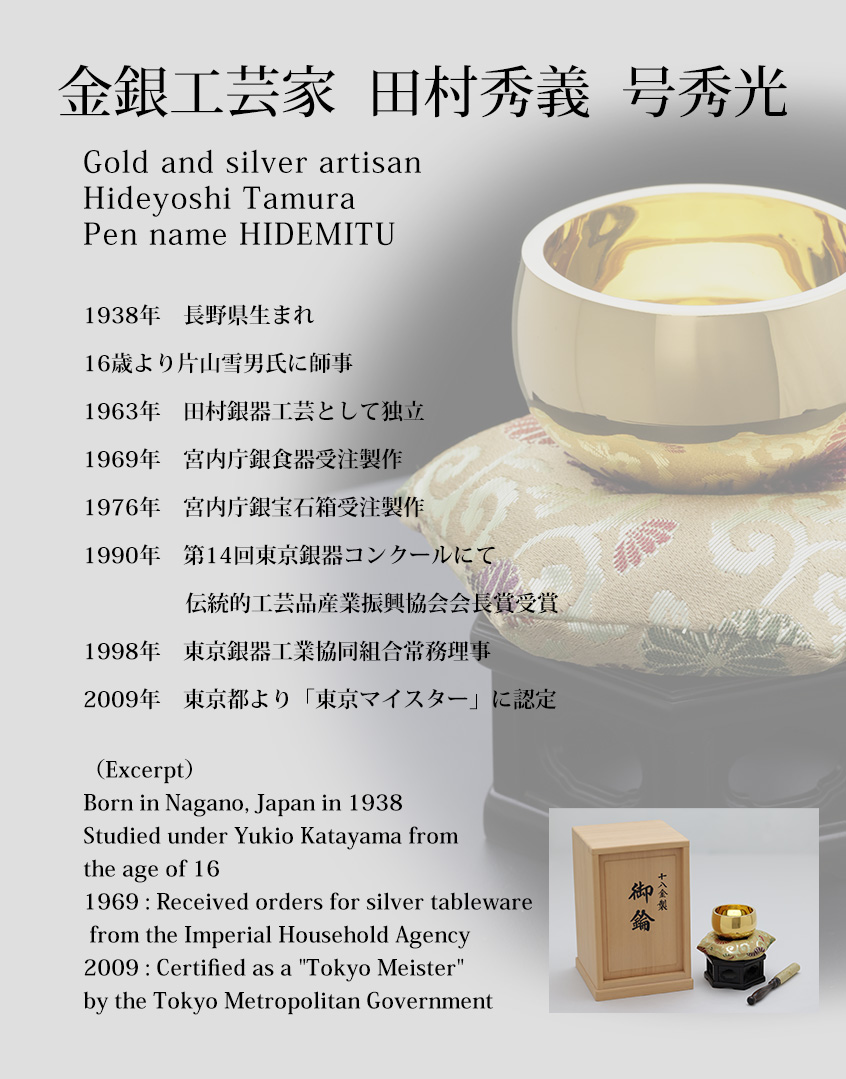 金銀工芸家 田村秀義 号秀光
Gold and silver artisan
Hideyoshi Tamura
Pen name HIDEMITU
1938年 長野県生まれ
16歳より片山雪男氏に師事
1963年 田村銀器工芸として独立
1969年 宮内庁銀食器受注製作
1976年 宮内庁銀宝石箱受注製作
1990年 第14回東京銀器コンクールにて
伝統的工芸品産業振興協会会長賞受賞
1998年 東京銀器工業協同組合常務理事
2009年 東京都より「東京マイスター」に認定
（Excerpt）
Born in Nagano, Japan in 1938
Studied under Yukio Katayama from
the age of 16
1969 : Received orders for silver tableware
from the Imperial Household Agency
2009 : Certified as a "Tokyo Meister"
by the Tokyo Metropolitan Government
十八金製
御鈴